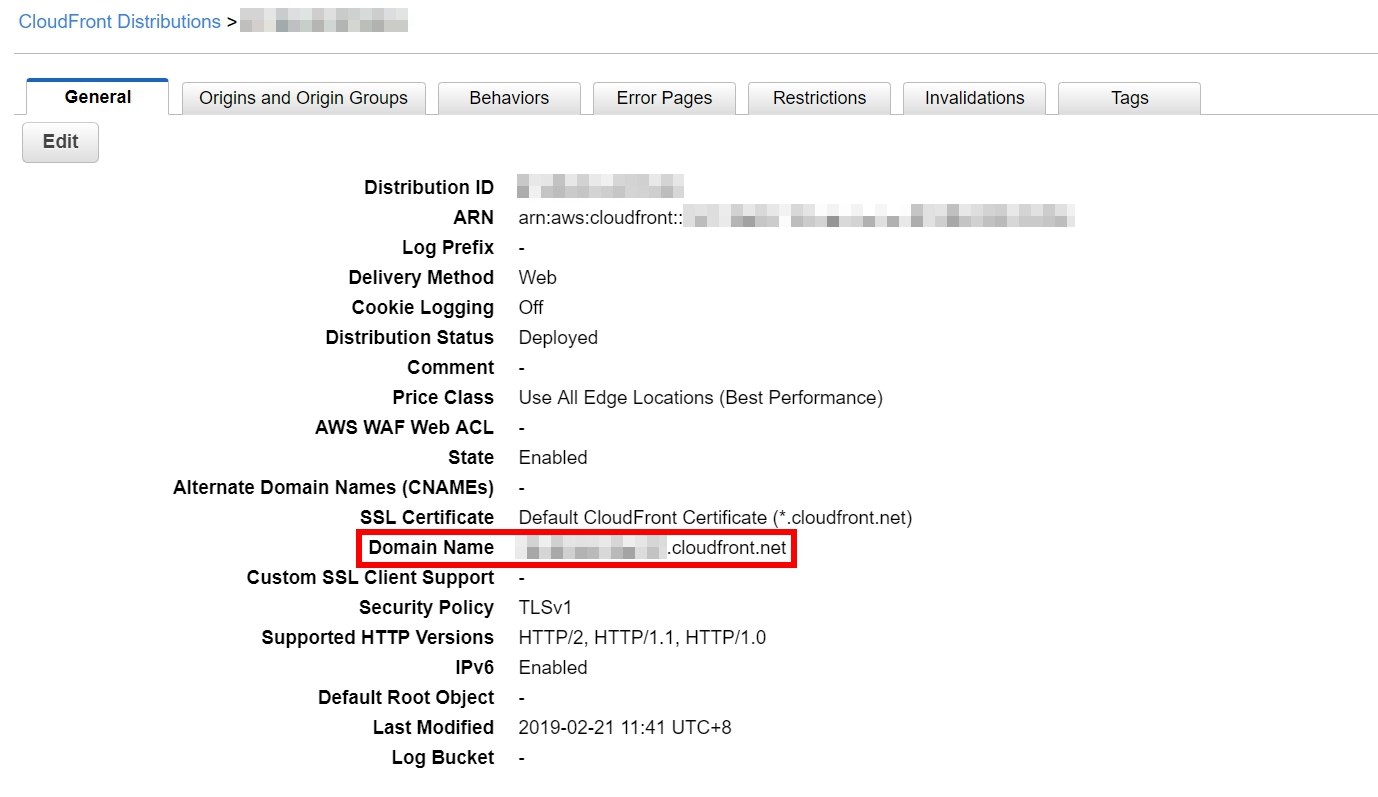 CloudFront Distributions >
General Origins and Origin Groups Behaviors Error Pages Restrictions Invalidations Tags
Edit
Distribution ID
ARN arn:aws:cloudfront::
Log Prefix -
Delivery Method Web
Cookie Logging Off
Distribution Status Deployed
Comment -
Price Class Use All Edge Locations (Best Performance)
AWS WAF Web ACL -
State Enabled
Alternate Domain Names (CNAMEs) -
SSL Certificate Default CloudFront Certificate (*.cloudfront.net)
Domain Name .cloudfront.net
Custom SSL Client Support -
Security Policy TLSv1
Supported HTTP Versions HTTP/2, HTTP/1.1, HTTP/1.0
IPv6 Enabled
Default Root Object -
Last Modified 2019-02-21 11:41 UTC+8
Log Bucket -